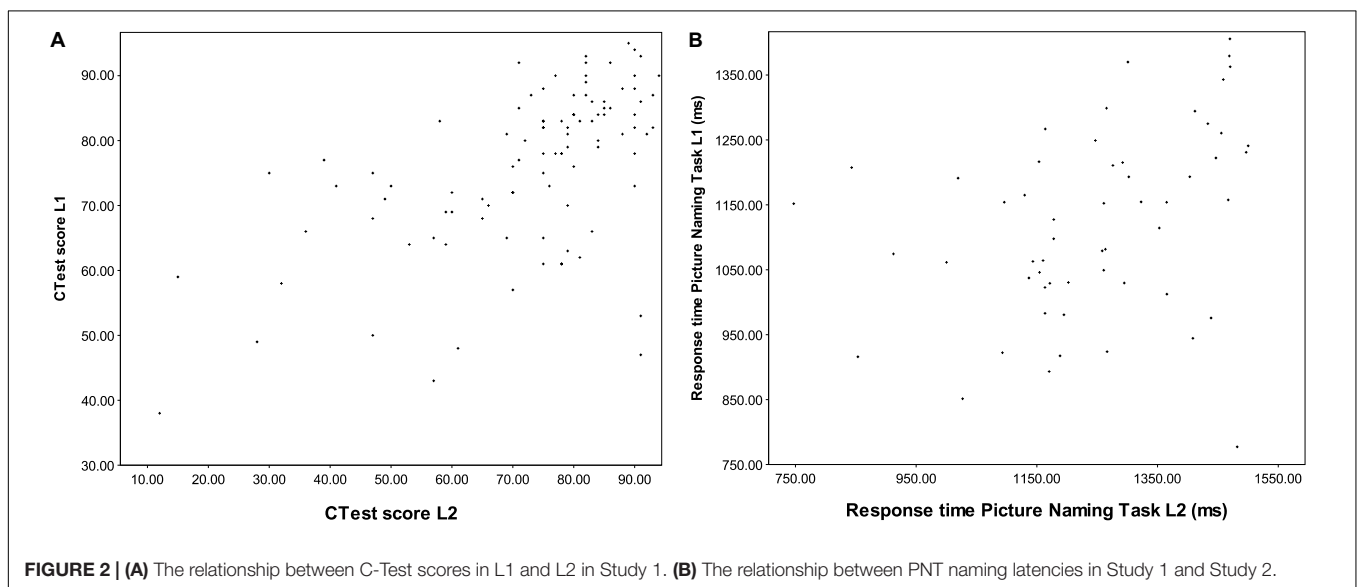 A
CTest score L1
90.00
80.00
70.00
60.00
50.00
40.00
30.00
10.00 20.00 30.00 40.00 50.00 60.00 70.00 80.00 90.00
CTest score L2
B
Response time Picture Naming Task L1 (ms)
1350.00
1250.00
1150.00
1050.00
950.00
850.00
750.00
750.00 950.00 1150.00 1350.00 1550.00
Response time Picture Naming Task L2 (ms)
FIGURE 2 | (A) The relationship between C-Test scores in L1 and L2 in Study 1. (B) The relationship between PNT naming latencies in Study 1 and Study 2.